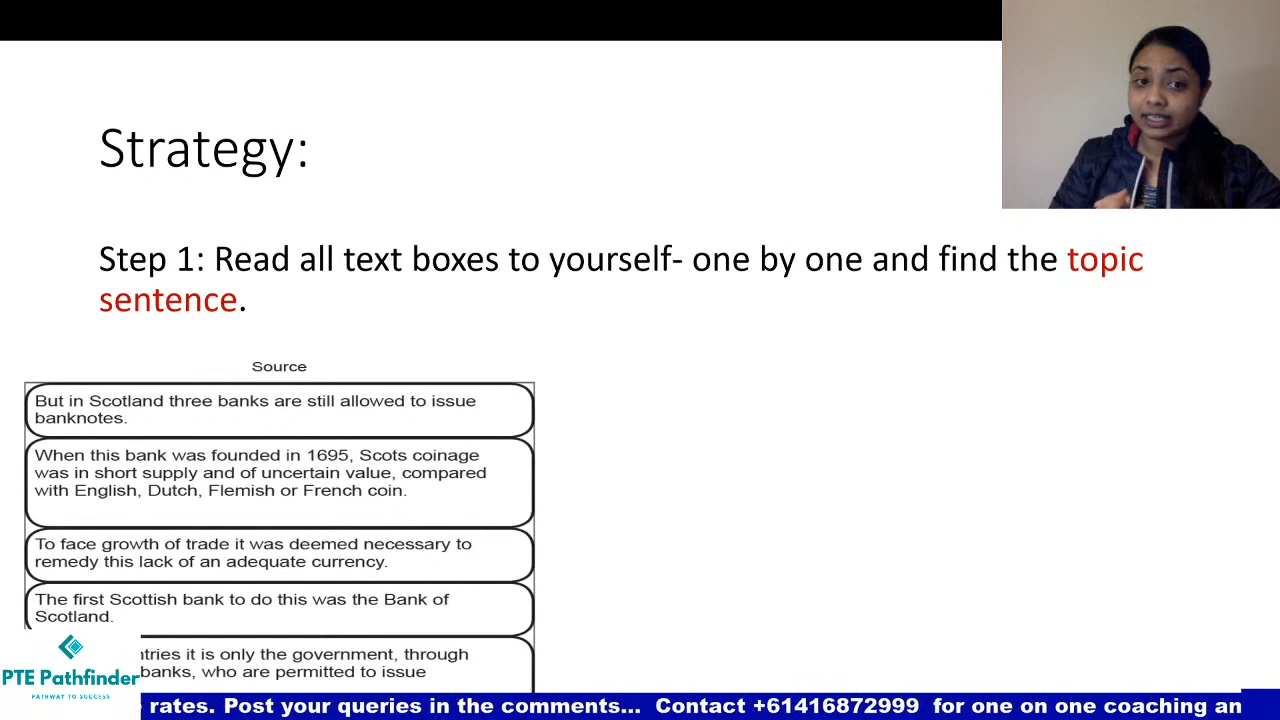 Strategy:
Step 1: Read all text boxes to yourself- one by one and find the topic
sentence.
Source
But in Scotland three banks are still allowed to issue
banknotes.
When this bank was founded in 1695, Scots coinage
was in short supply and of uncertain value, compared
with English, Dutch, Flemish or French coin.
To face growth of trade it was deemed necessary to
remedy this lack of an adequate currency.
The first Scottish bank to do this was the Bank of
Scotland.
it is only the government, through
banks, who are permitted to issue
PTE Pathfinder
PATHWAY TO SUCCESS
rates. Post your queries in the comments... Contact +61416872999 for one on one coaching an